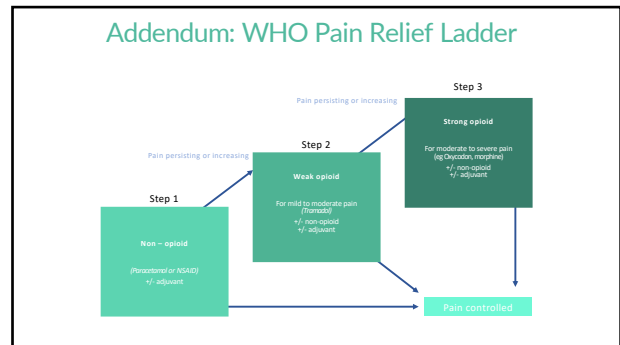 Addendum: WHO Pain Relief Ladder
Step 1
Non – opioid
(Paracetamol or NSAID)
+/- adjuvant
Pain persisting or increasing
Step 2
Weak opioid
For mild to moderate pain
(Tramadol)
+/- non-opioid
+/- adjuvant
Pain persisting or increasing
Step 3
Strong opioid
For moderate to severe pain
(eg Oxycodon, morphine)
+/- non-opioid
+/- adjuvant
Pain controlled